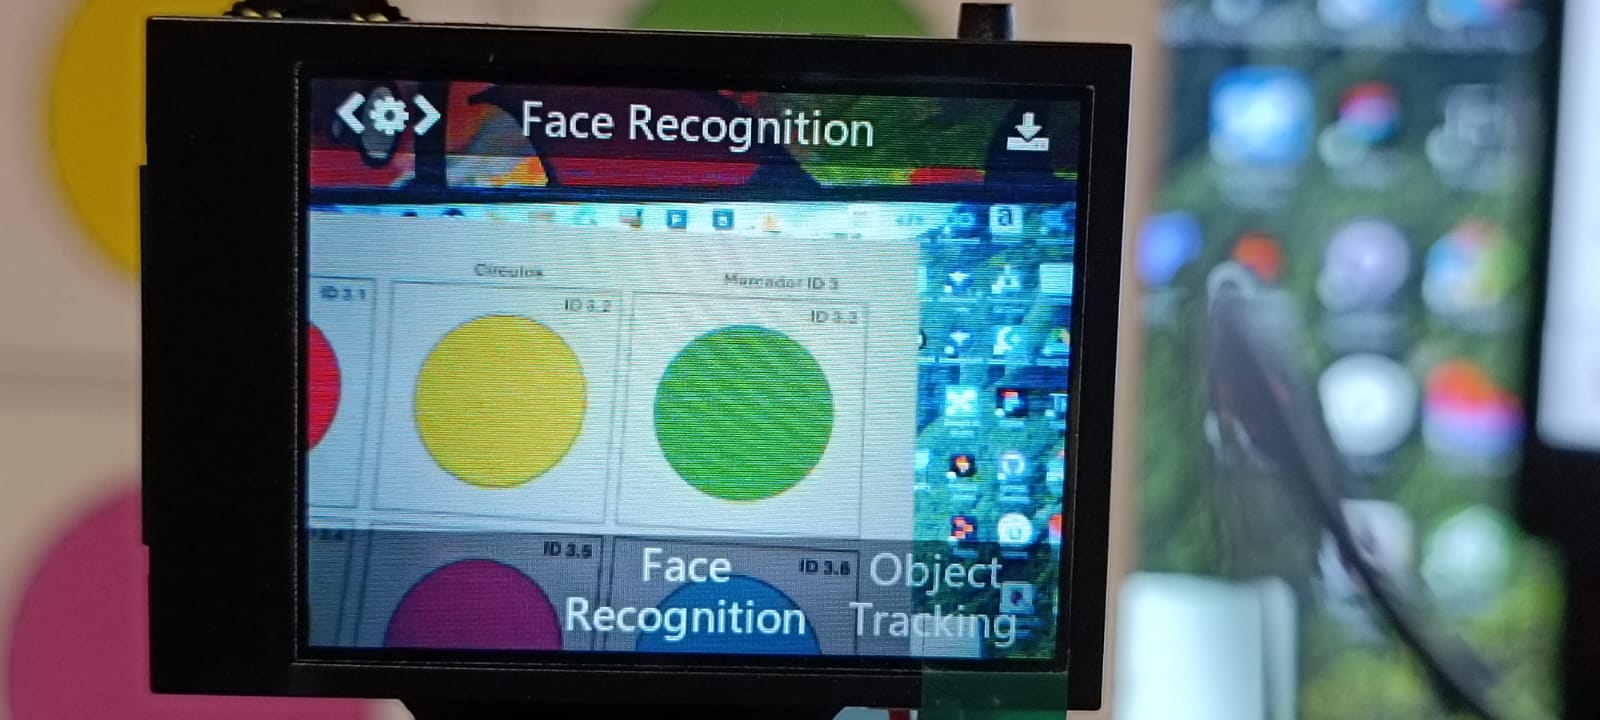 Face Recognition
Círculos
Marcador ID 3
ID 3.1
ID 3.2
ID 3.3
ID 3.5
ID 3.6
Face
Recognition
Object
Tracking